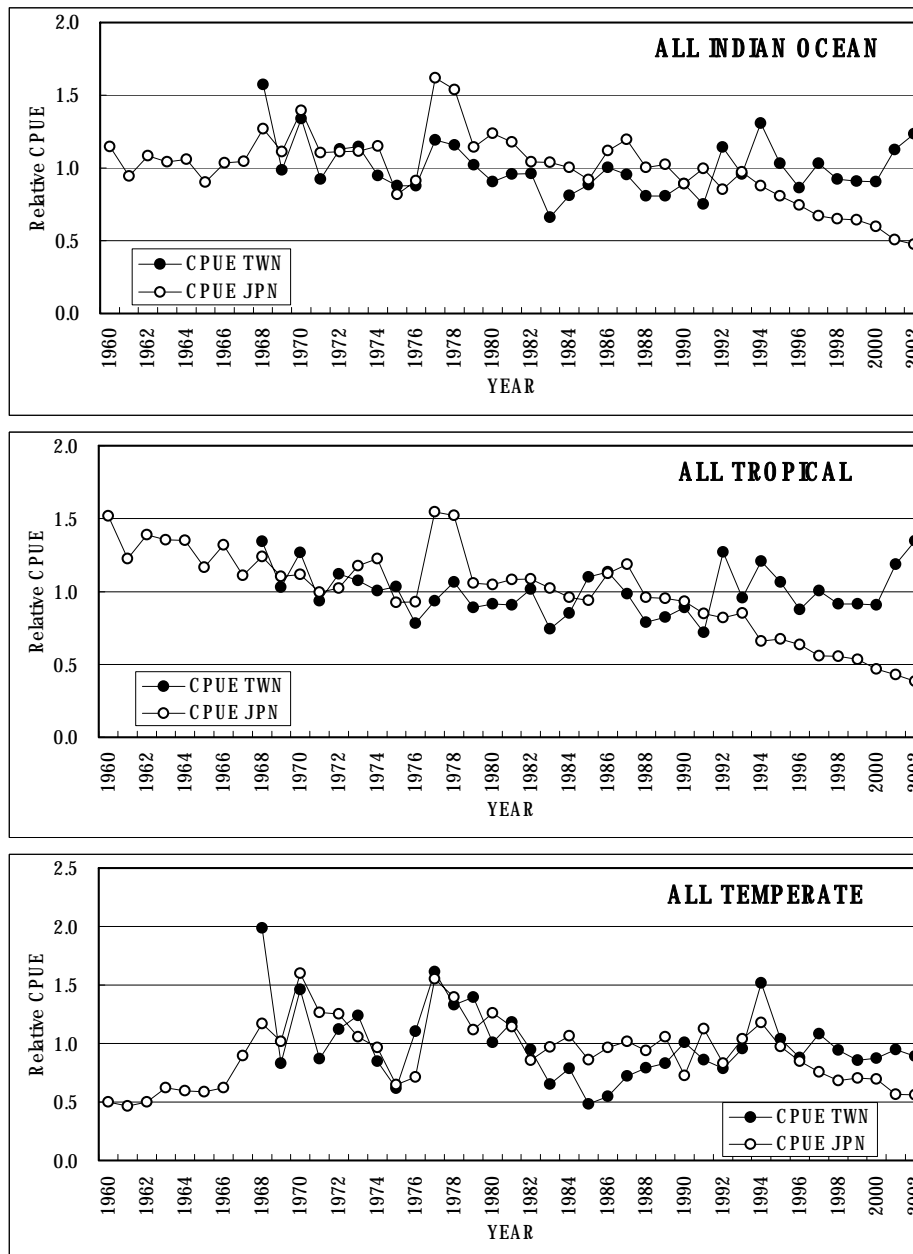 ALL INDIAN OCEAN
2.0
1.5
1.0
0.5
0.0
Relative CPUE
CPUE TWN
CPUE JPN
1960 1962 1964 1966 1968 1970 1972 1974 1976 1978 1980 1982 1984 1986 1988 1990 1992 1994 1996 1998 2000
YEAR
ALL TROPICAL
2.0
1.5
1.0
0.5
0.0
Relative CPUE
CPUE TWN
CPUE JPN
1960 1962 1964 1966 1968 1970 1972 1974 1976 1978 1980 1982 1984 1986 1988 1990 1992 1994 1996 1998 2000
YEAR
ALL TEMPERATE
2.5
2.0
1.5
1.0
0.5
0.0
Relative CPUE
CPUE TWN
CPUE JPN
1960 1962 1964 1966 1968 1970 1972 1974 1976 1978 1980 1982 1984 1986 1988 1990 1992 1994 1996 1998 2000
YEAR